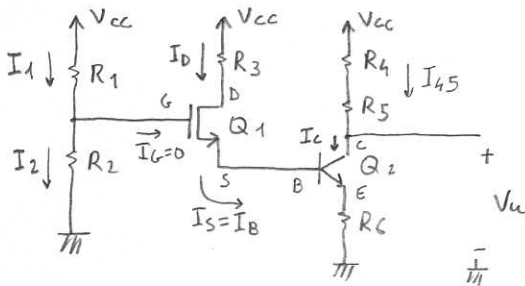 Vcc Vcc Vcc
I1 R1 ID R3 R4 I45
R5
G D Q1
IG=0 IC C
I2 R2 S B Q2 +
E
IS=IB R6 Vu
-